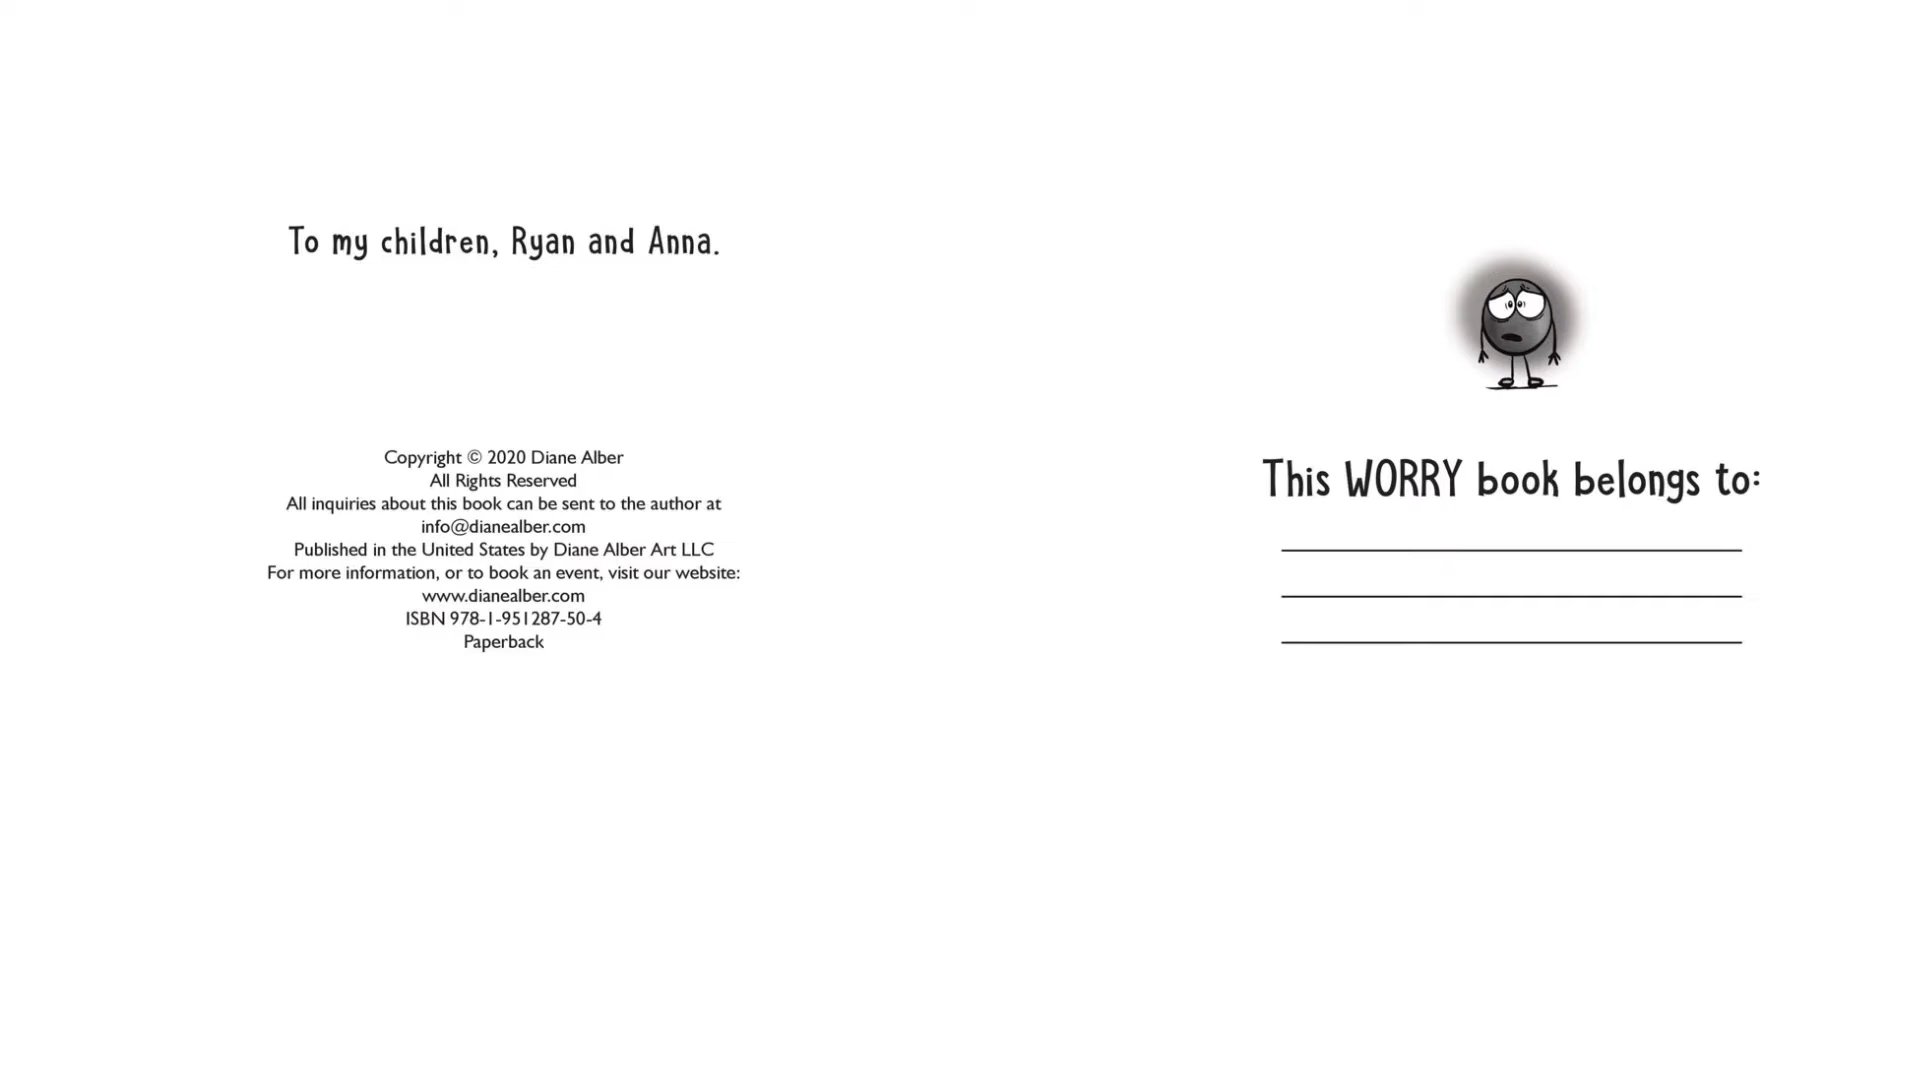 To my children, Ryan and Anna.
Copyright © 2020 Diane Alber
All Rights Reserved
All inquiries about this book can be sent to the author at
info@dianealber.com
Published in the United States by Diane Alber Art LLC
For more information, or to book an event, visit our website:
www.dianealber.com
ISBN 978-1-951287-50-4
Paperback
This WORRY book belongs to: